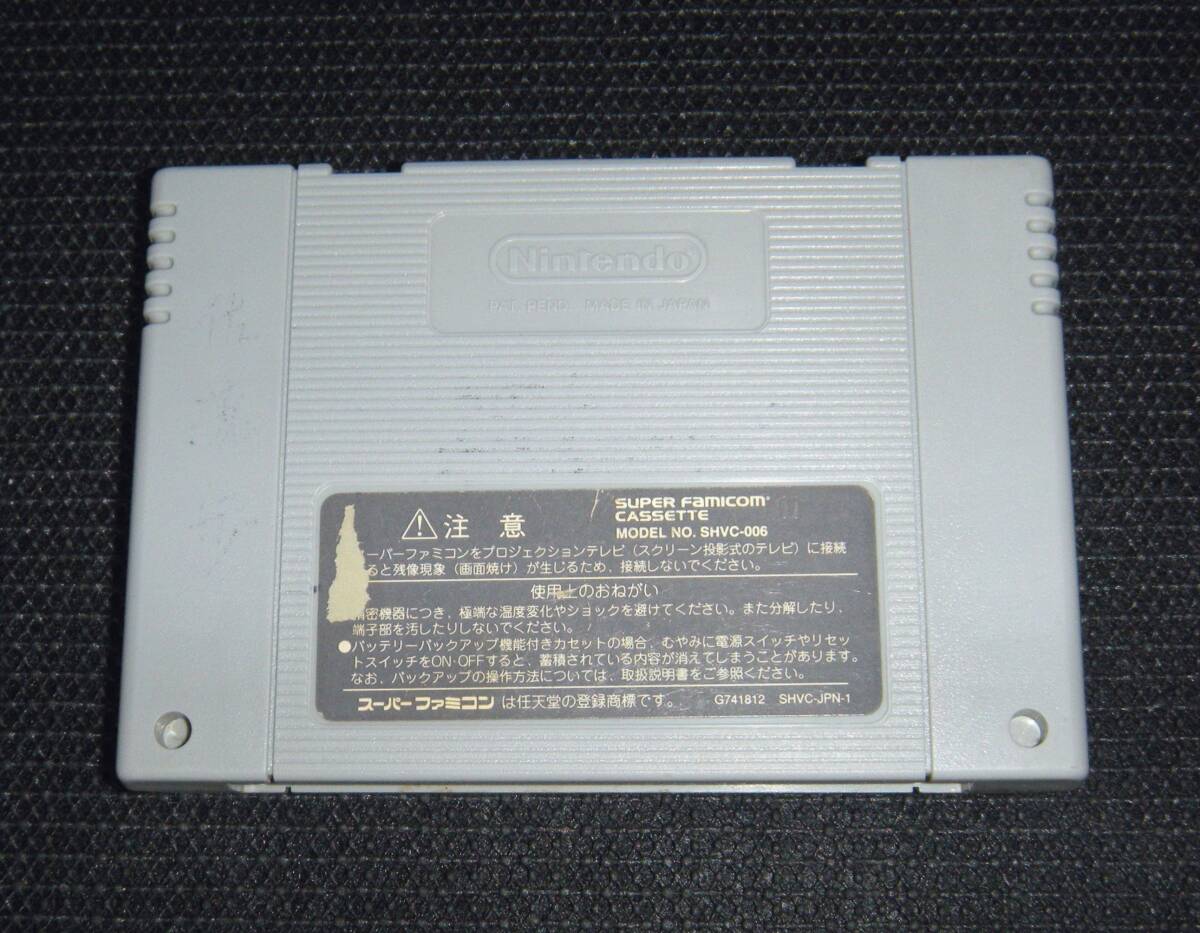 Nintendo
PAT. PEND. MADE IN JAPAN
⚠注 意
SUPER FAMICOM
CASSETTE
MODEL NO. SHVC-006
ーパーファミコンをプロジェクションテレビ（スクリーン投影式のテレビ）に接続
ると残像現象（画面焼け）が生じるため、接続しないでください。
使用上のおねがい
密機器につき、極端な温度変化やショックを避けてください。また分解したり、
端子部を汚したりしないでください。
●バッテリーバックアップ機能付きカセットの場合、むやみに電源スイッチやリセッ
トスイッチをON・OFFすると、蓄積されている内容が消えてしまうことがあります。
なお、バックアップの操作方法については、取扱説明書をご参照ください。
スーパーファミコン は任天堂の登録商標です。 G741812 SHVC-JPN-1